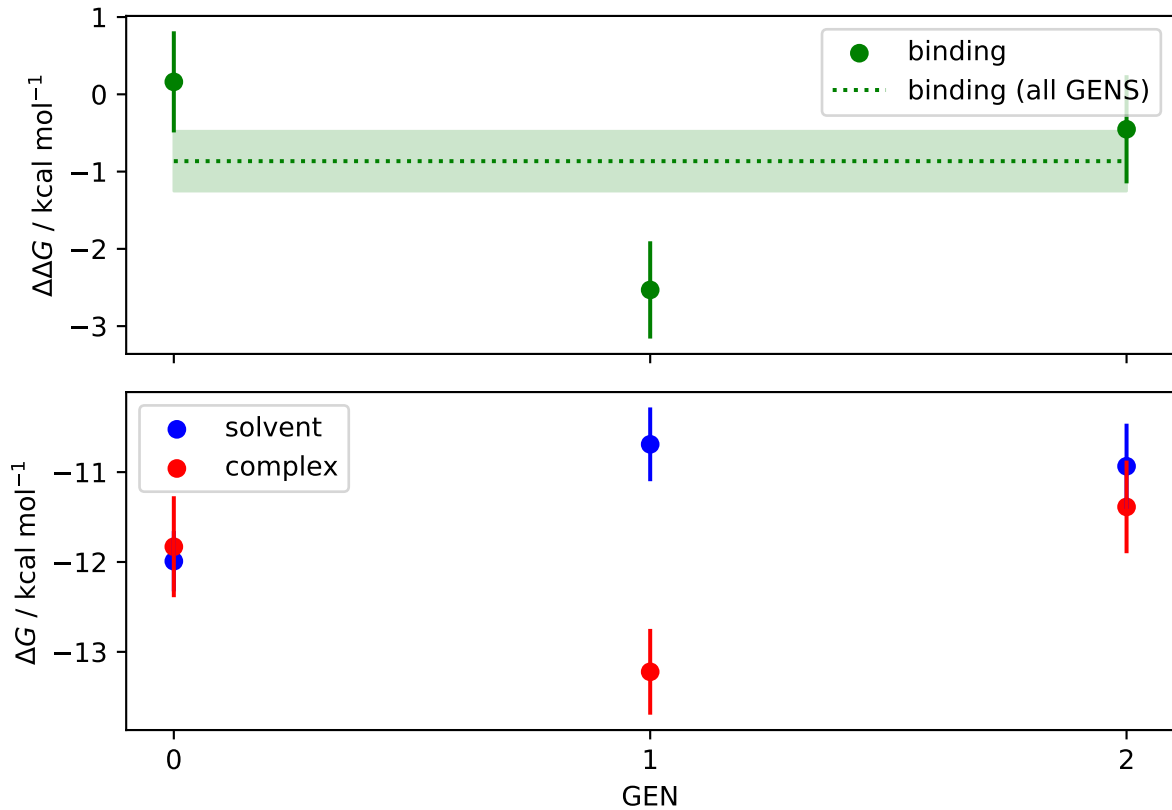 1
0
−1
−2
−3
ΔΔG / kcal mol⁻¹
binding
binding (all GENS)
−11
−12
−13
ΔG / kcal mol⁻¹
solvent
complex
0 1 2
GEN